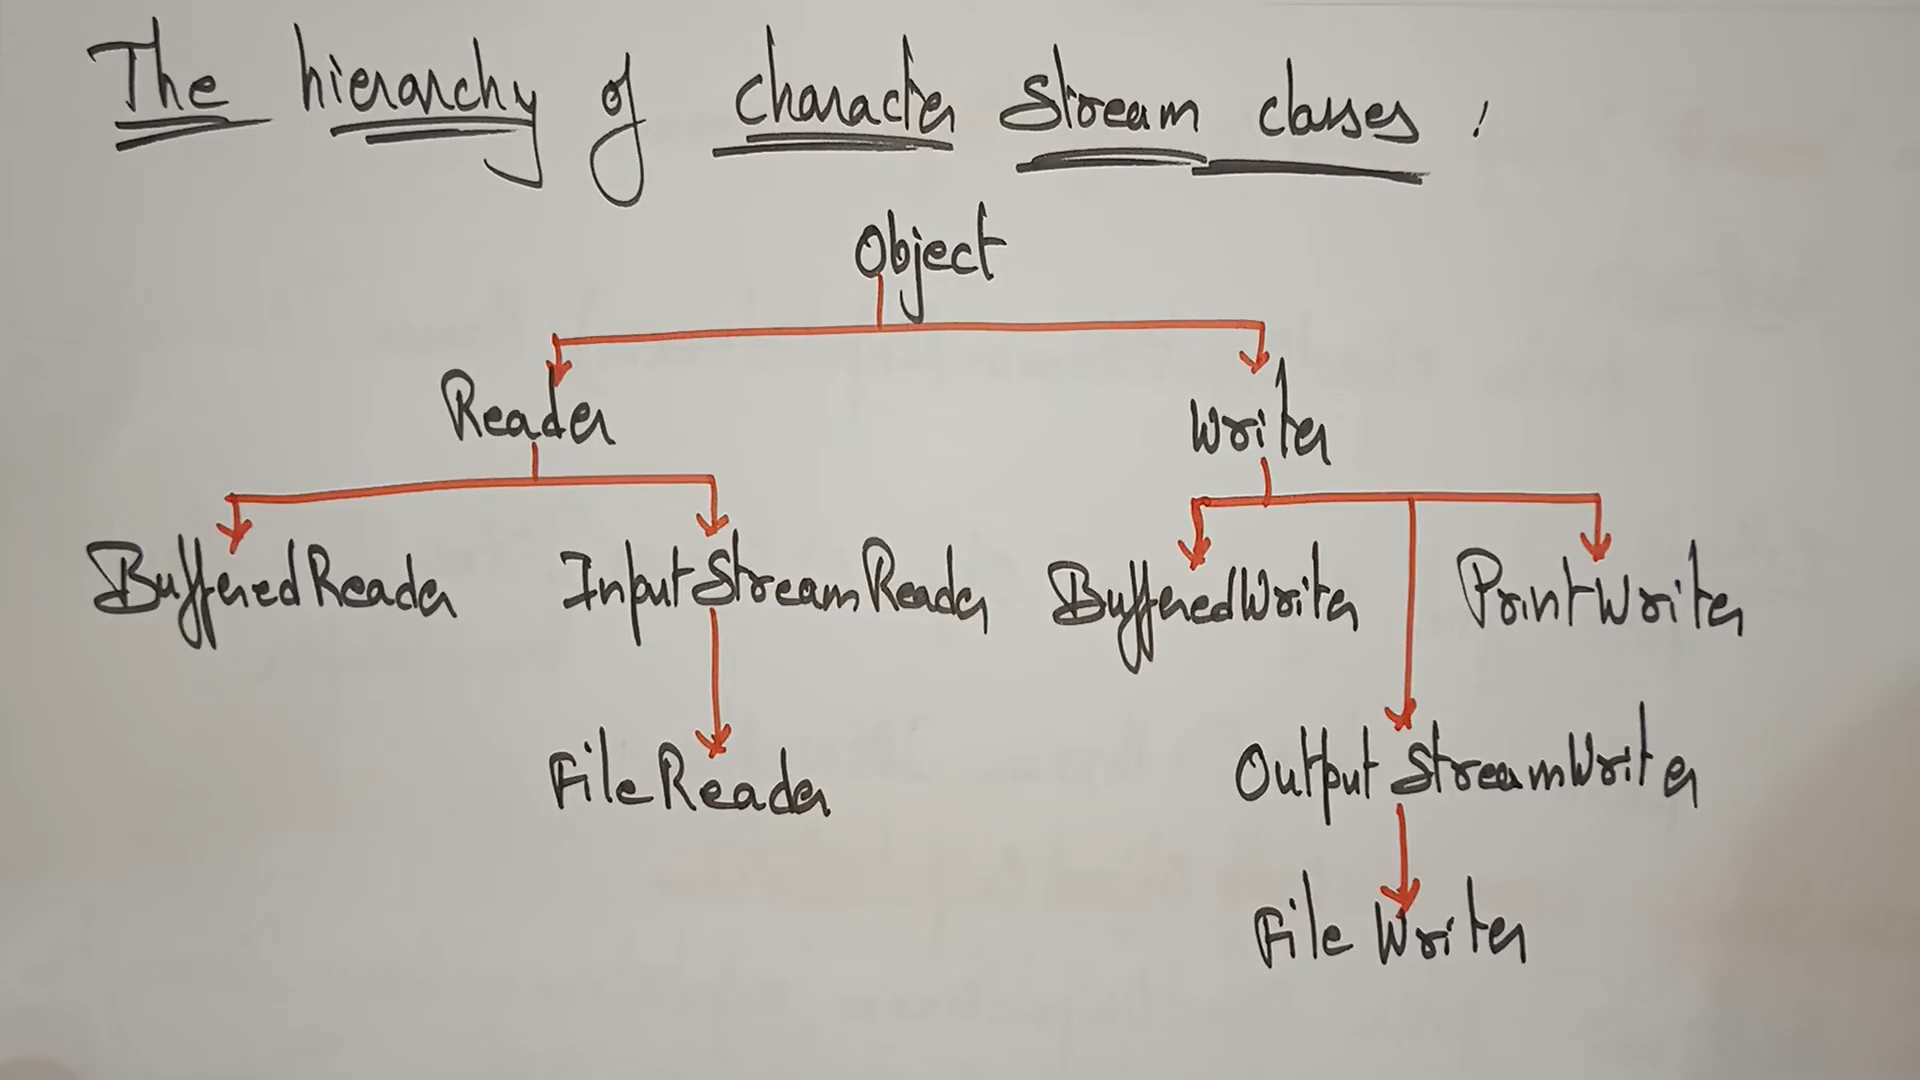 The hierarchy of character Stream classes :
Object
Reader
Writer
BufferedReader
InputStreamReader
BufferedWriter
PrintWriter
FileReader
OutputStreamWriter
FileWriter